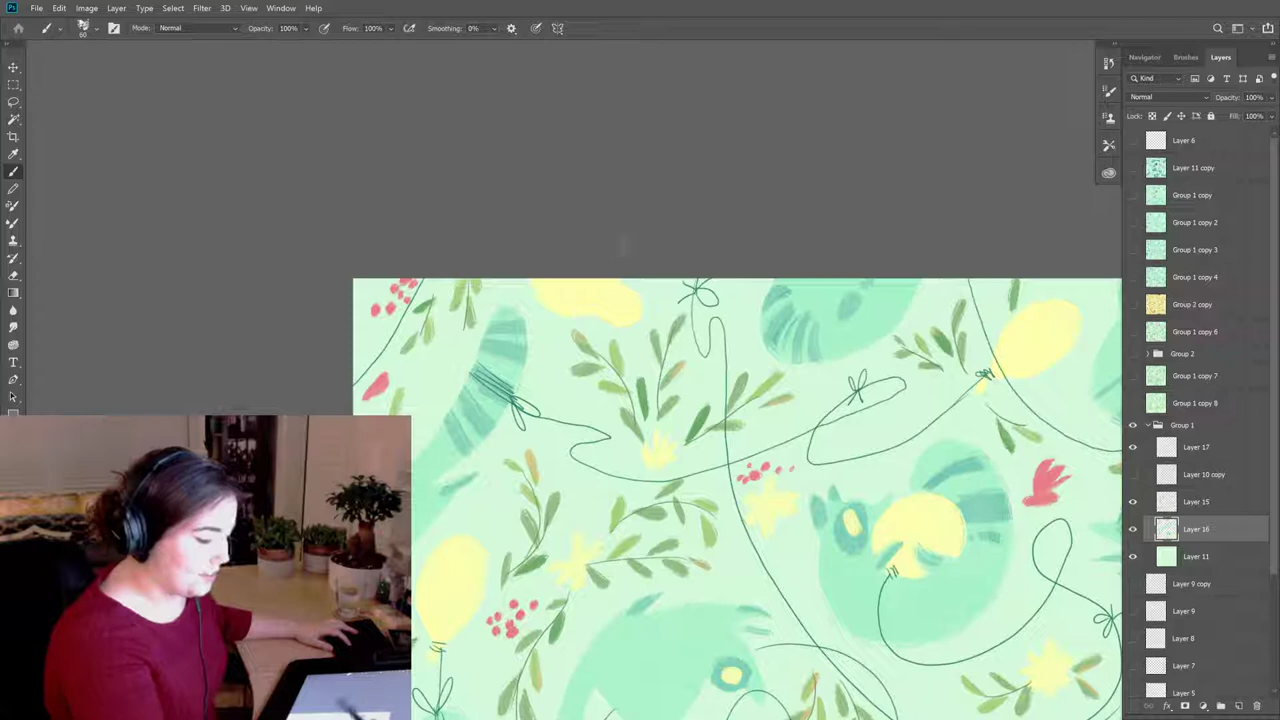 Ps File Edit Image Layer Type Select Filter 3D View Window Help
60 Mode: Normal Opacity: 100% Flow: 100% Smoothing: 0%
Navigator Brushes Layers
Kind
Normal Opacity: 100%
Lock: Fill: 100%
Layer 6
Layer 11 copy
Group 1 copy
Group 1 copy 2
Group 1 copy 3
Group 1 copy 4
Group 2 copy
Group 1 copy 6
Group 2
Group 1 copy 7
Group 1 copy 8
Group 1
Layer 17
Layer 10 copy
Layer 15
Layer 16
Layer 11
Layer 9 copy
Layer 9
Layer 8
Layer 7
Layer 5
fx